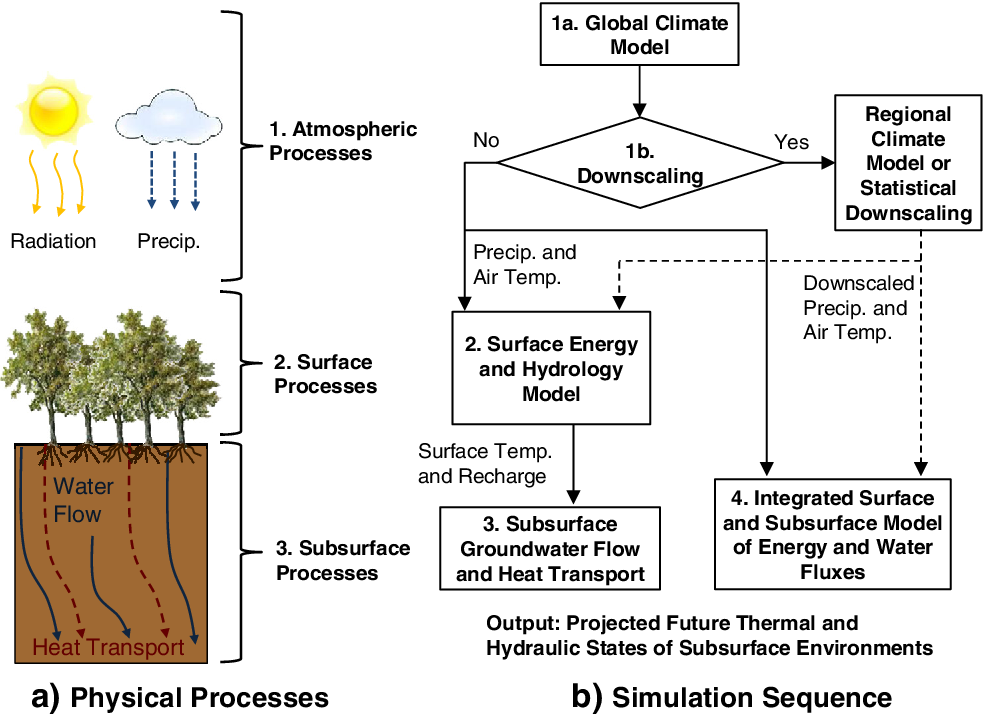 1. Atmospheric
Processes
Radiation
Precip.
2. Surface
Processes
Water
Flow
3. Subsurface
Processes
Heat Transport
a) Physical Processes
1a. Global Climate
Model
No
1b.
Downscaling
Yes
Regional
Climate
Model or
Statistical
Downscaling
Precip. and
Air Temp.
Downscaled
Precip. and
Air Temp.
2. Surface Energy
and Hydrology
Model
Surface Temp.
and Recharge
3. Subsurface
Groundwater Flow
and Heat Transport
4. Integrated Surface
and Subsurface Model
of Energy and Water
Fluxes
Output: Projected Future Thermal and
Hydraulic States of Subsurface Environments
b) Simulation Sequence